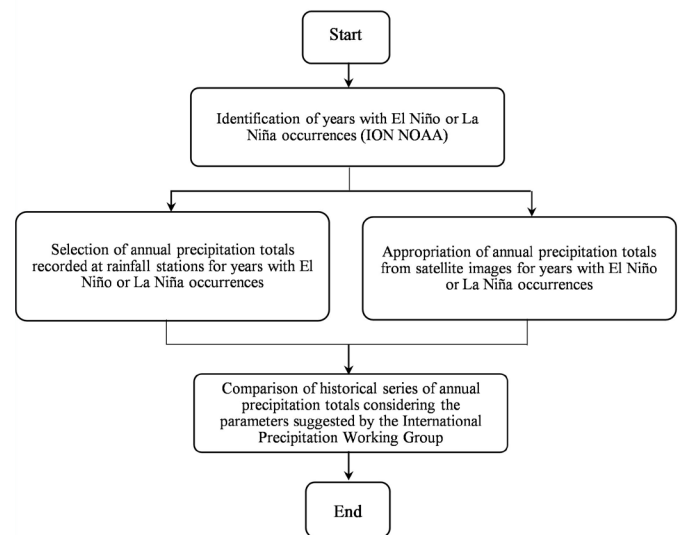 Start
Identification of years with El Niño or La
Niña occurrences (ION NOAA)
Selection of annual precipitation totals
recorded at rainfall stations for years with El
Niño or La Niña occurrences
Appropriation of annual precipitation totals
from satellite images for years with El Niño
or La Niña occurrences
Comparison of historical series of annual
precipitation totals considering the
parameters suggested by the International
Precipitation Working Group
End